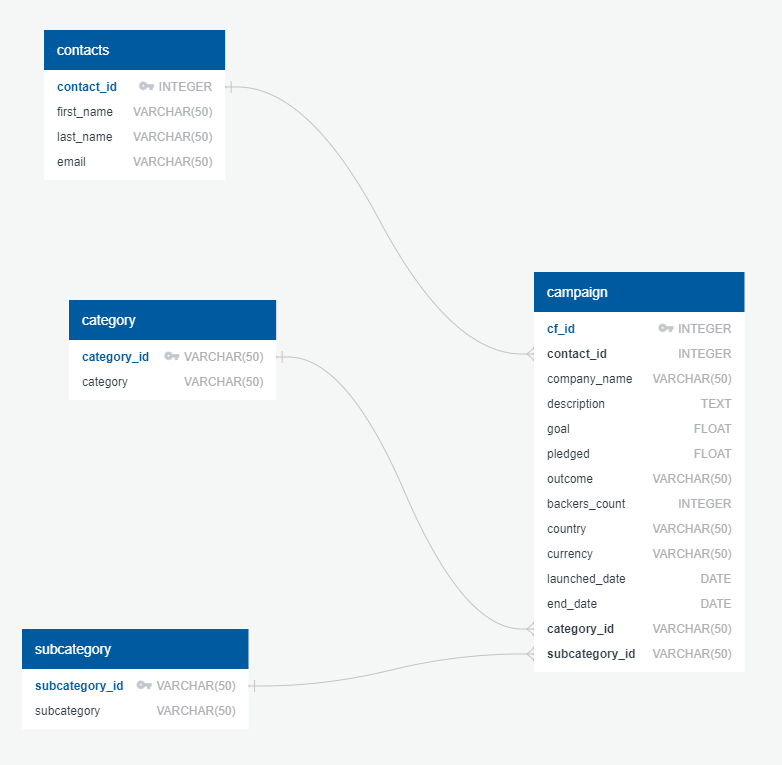 contacts
contact_id INTEGER
first_name VARCHAR(50)
last_name VARCHAR(50)
email VARCHAR(50)
category
category_id VARCHAR(50)
category VARCHAR(50)
subcategory
subcategory_id VARCHAR(50)
subcategory VARCHAR(50)
campaign
cf_id INTEGER
contact_id INTEGER
company_name VARCHAR(50)
description TEXT
goal FLOAT
pledged FLOAT
outcome VARCHAR(50)
backers_count INTEGER
country VARCHAR(50)
currency VARCHAR(50)
launched_date DATE
end_date DATE
category_id VARCHAR(50)
subcategory_id VARCHAR(50)